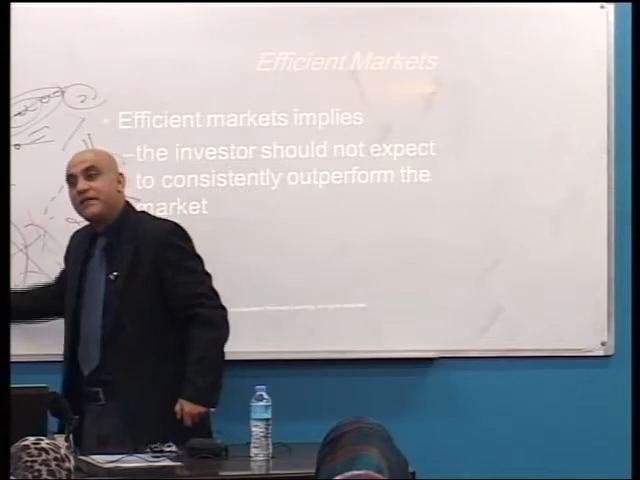 Efficient Markets
Efficient markets implies
–the investor should not expect
to consistently outperform the
market